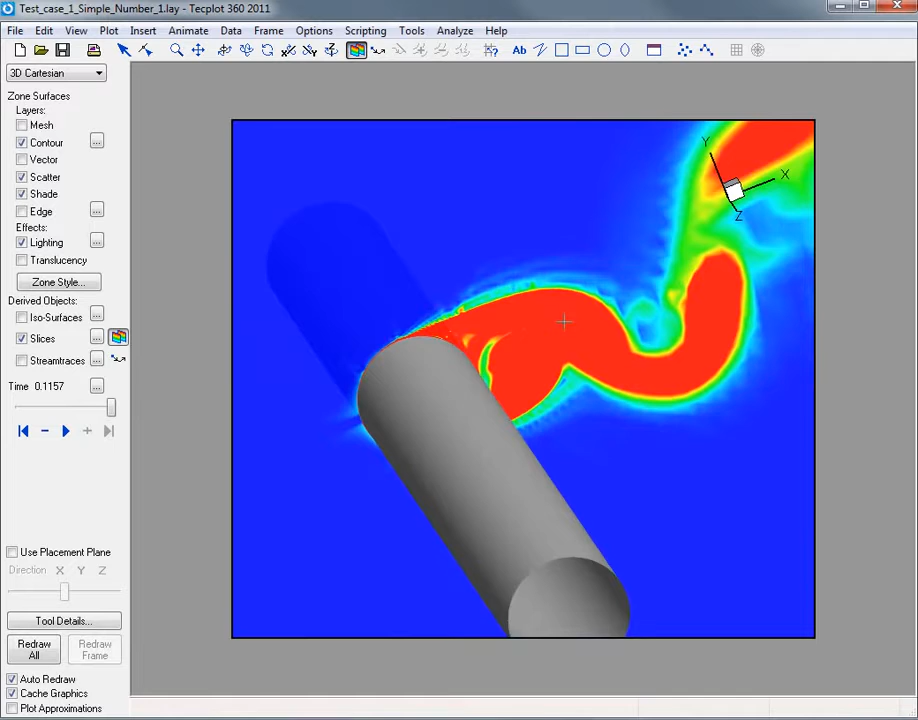 Test_case_1_Simple_Number_1.lay - Tecplot 360 2011
File Edit View Plot Insert Animate Data Frame Options Scripting Tools Analyze Help
Ab
3D Cartesian
Zone Surfaces
Layers:
Mesh
Contour ...
Vector
Scatter
Shade
Edge ...
Effects:
Lighting ...
Translucency
Zone Style...
Derived Objects:
Iso-Surfaces ...
Slices ...
Streamtraces ...
Time 0.1157 ...
Use Placement Plane
Direction X Y Z
Tool Details...
Redraw All
Redraw Frame
Auto Redraw
Cache Graphics
Plot Approximations
Y
X
Z